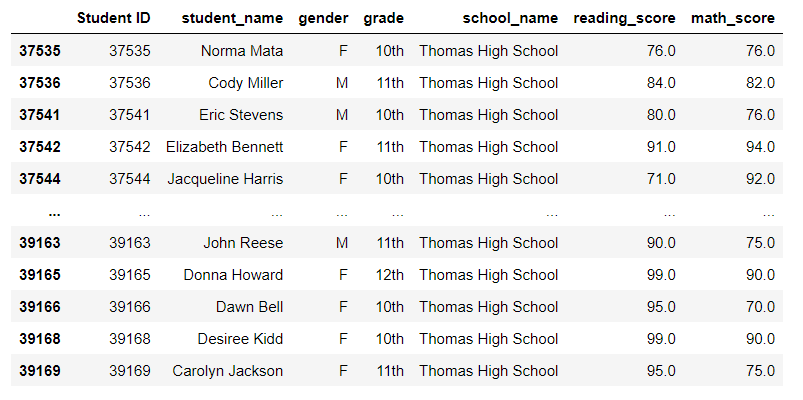 Student ID student_name gender grade school_name reading_score math_score
37535 37535 Norma Mata F 10th Thomas High School 76.0 76.0
37536 37536 Cody Miller M 11th Thomas High School 84.0 82.0
37541 37541 Eric Stevens M 10th Thomas High School 80.0 76.0
37542 37542 Elizabeth Bennett F 11th Thomas High School 91.0 94.0
37544 37544 Jacqueline Harris F 10th Thomas High School 71.0 92.0
... ... ... ... ... ... ... ...
39163 39163 John Reese M 11th Thomas High School 90.0 75.0
39165 39165 Donna Howard F 12th Thomas High School 99.0 90.0
39166 39166 Dawn Bell F 10th Thomas High School 95.0 70.0
39168 39168 Desiree Kidd F 10th Thomas High School 99.0 90.0
39169 39169 Carolyn Jackson F 11th Thomas High School 95.0 75.0